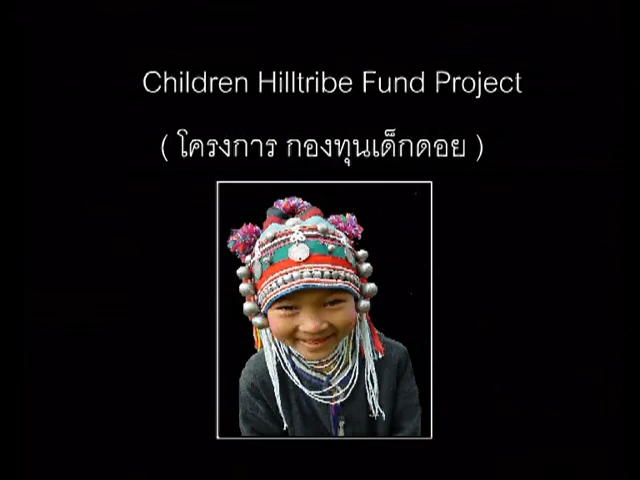 Children Hilltribe Fund Project
( โครงการ กองทุนเด็กดอย )